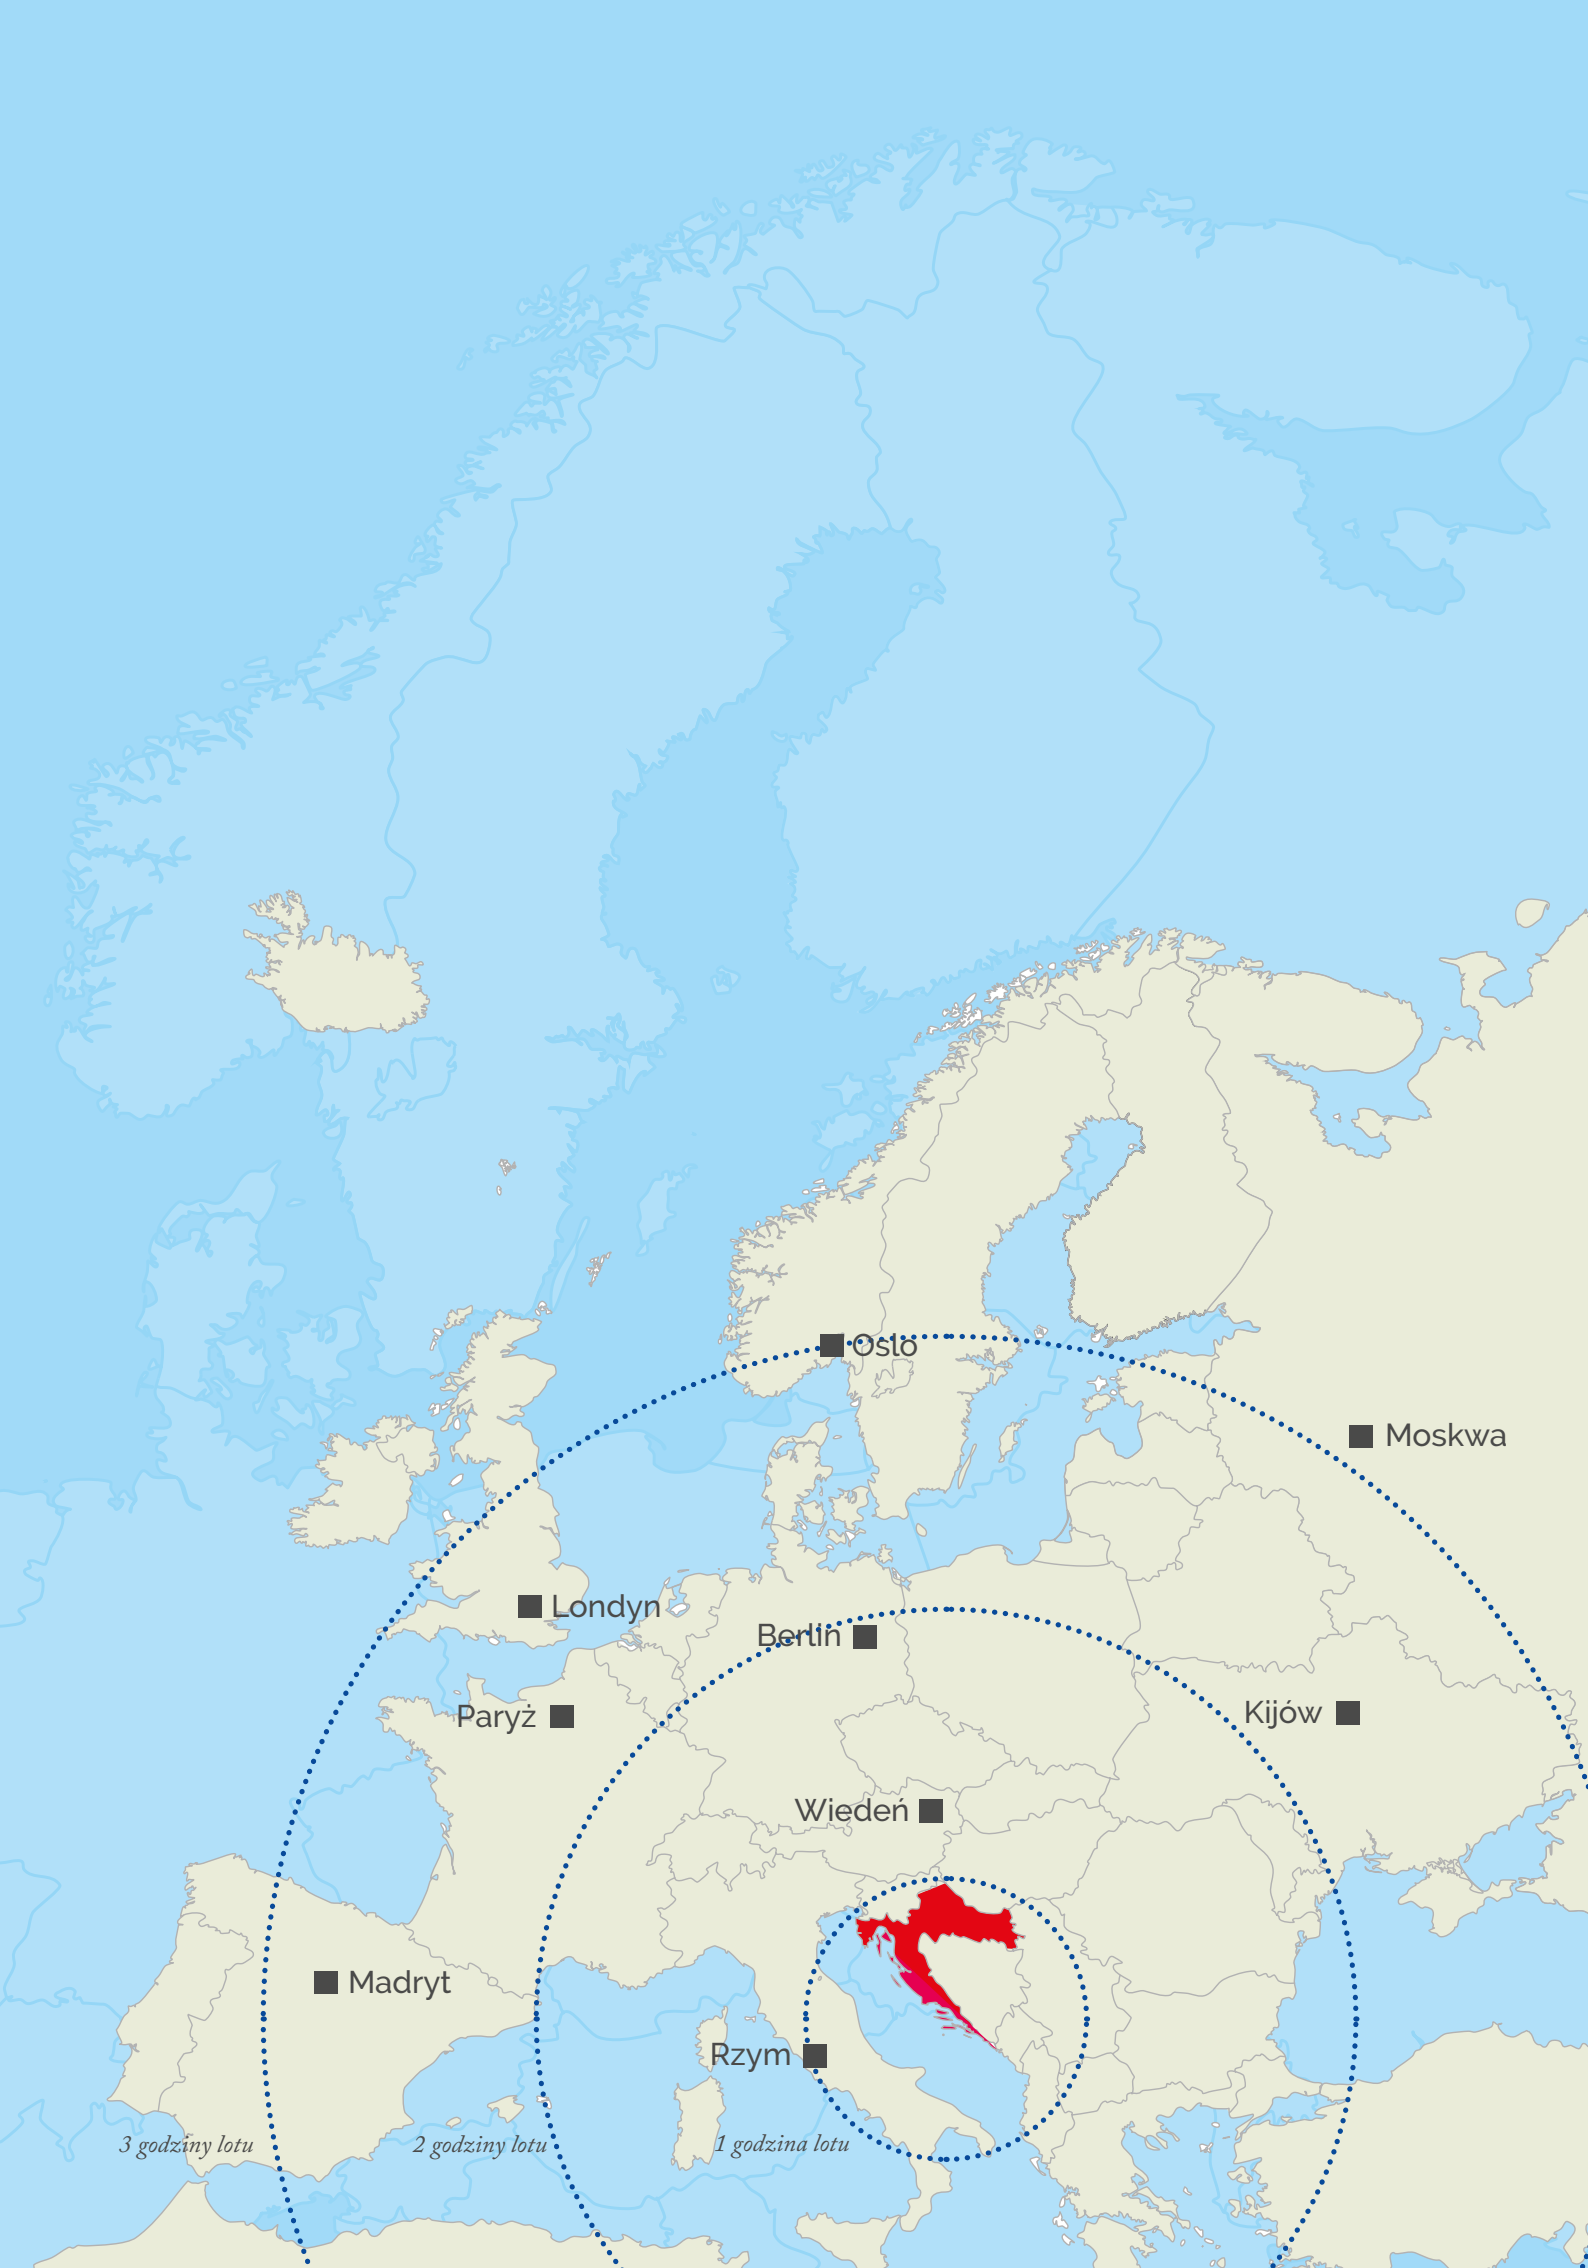 Oslo
Moskwa
Londyn
Berlin
Paryż
Kijów
Wiedeń
Madryt
Rzym
3 godziny lotu
2 godziny lotu
1 godzina lotu